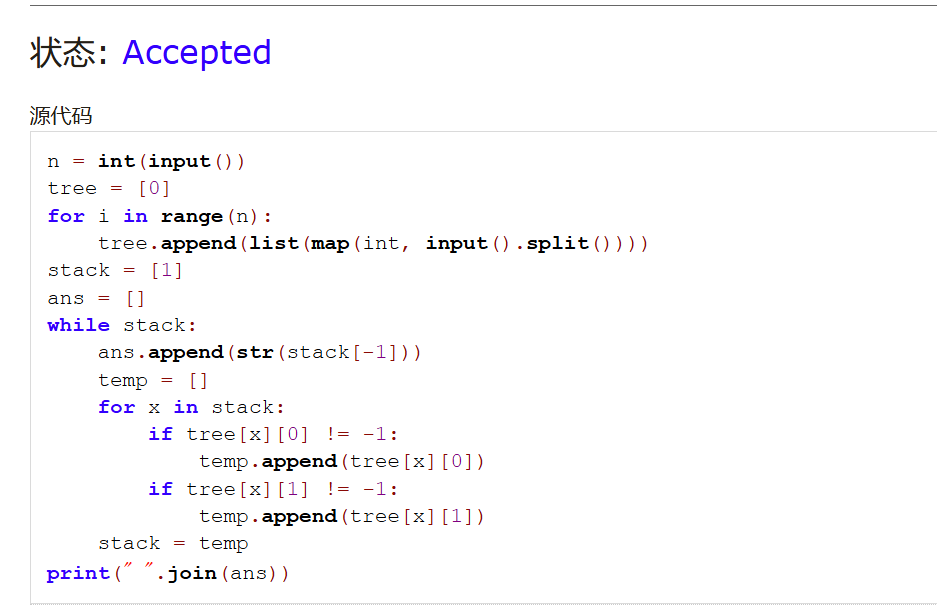 状态: Accepted
源代码
n = int(input())
tree = [0]
for i in range(n):
    tree.append(list(map(int, input().split())))
stack = [1]
ans = []
while stack:
    ans.append(str(stack[-1]))
    temp = []
    for x in stack:
        if tree[x][0] != -1:
            temp.append(tree[x][0])
        if tree[x][1] != -1:
            temp.append(tree[x][1])
    stack = temp
print(" ".join(ans))